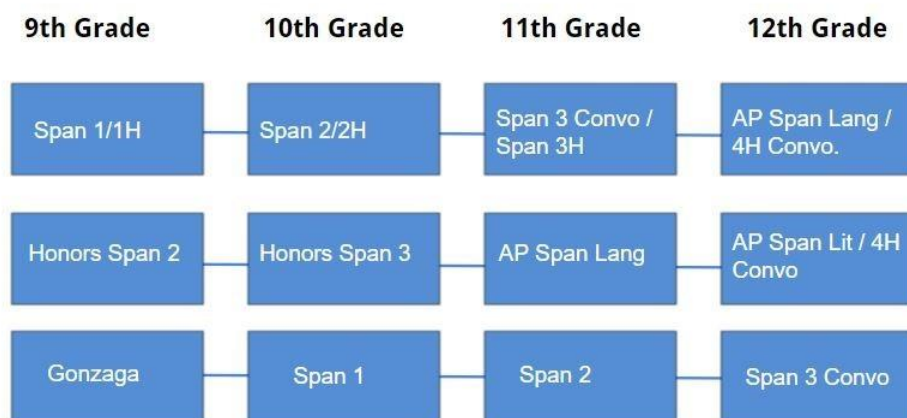 9th Grade
10th Grade
11th Grade
12th Grade
Span 1/1H
Span 2/2H
Span 3 Convo /
Span 3H
AP Span Lang /
4H Convo.
Honors Span 2
Honors Span 3
AP Span Lang
AP Span Lit / 4H
Convo
Gonzaga
Span 1
Span 2
Span 3 Convo